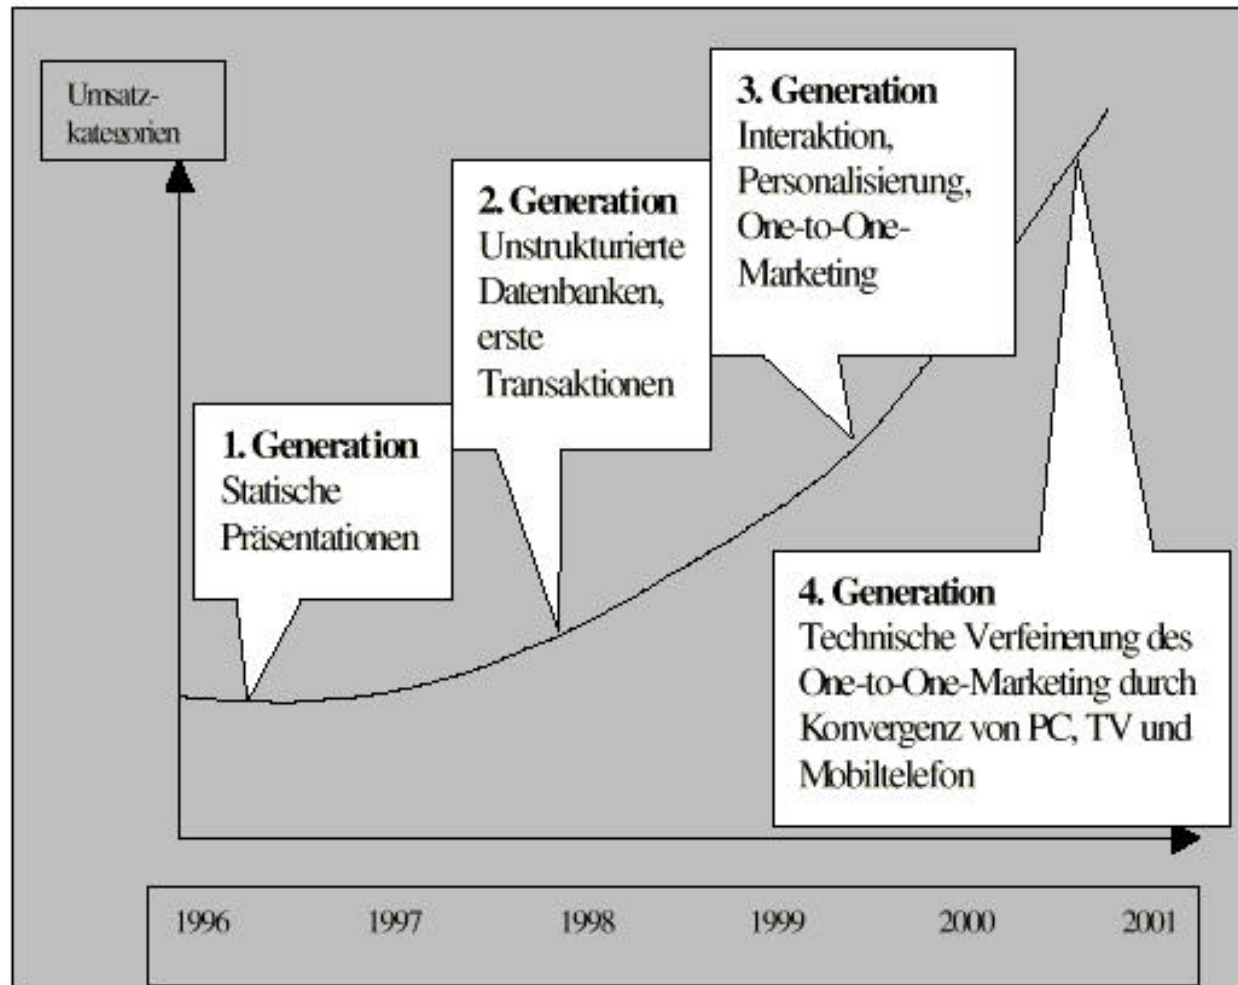 Umsatz-
kategorien
3. Generation
Interaktion,
Personalisierung,
One-to-One-
Marketing
2. Generation
Unstrukturierte
Datenbanken,
erste
Transaktionen
1. Generation
Statische
Präsentationen
4. Generation
Technische Verfeinerung des
One-to-One-Marketing durch
Konvergenz von PC, TV und
Mobiltelefon
1996 1997 1998 1999 2000 2001